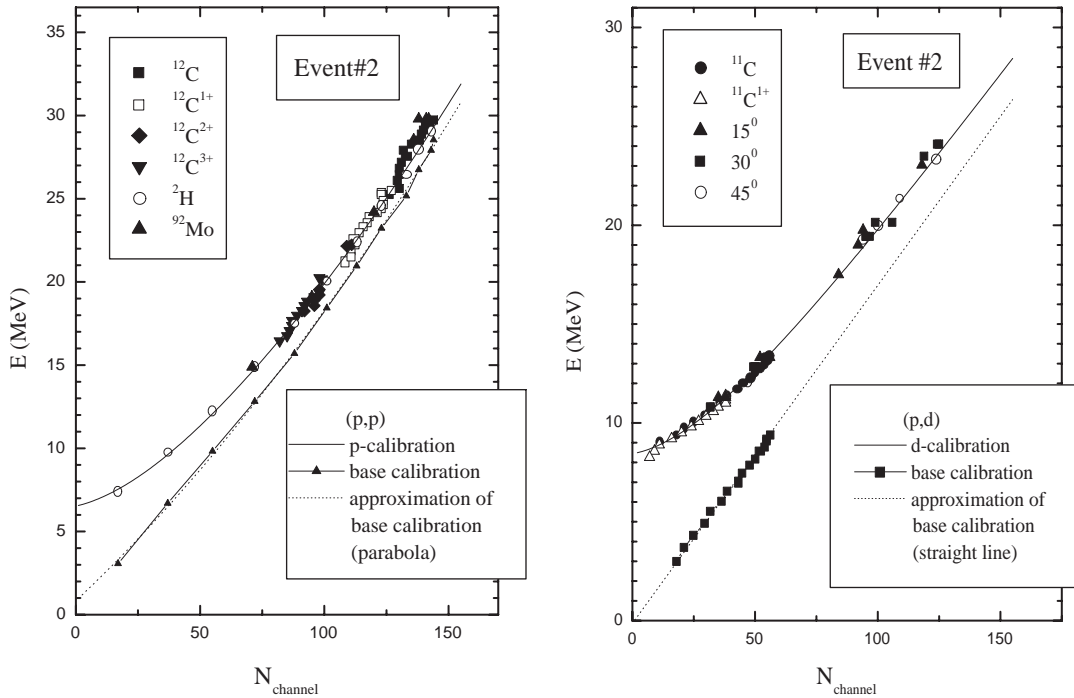 35
30
25
20
15
10
5
0
E (MeV)
0
50
100
150
N_channel
¹²C
¹²C¹⁺
¹²C²⁺
¹²C³⁺
²H
⁹²Mo
Event#2
(p,p)
p-calibration
base calibration
approximation of
base calibration
(parabola)
30
20
10
0
E (MeV)
0
50
100
150
N_channel
¹¹C
¹¹C¹⁺
15⁰
30⁰
45⁰
Event #2
(p,d)
d-calibration
base calibration
approximation of
base calibration
(straight line)